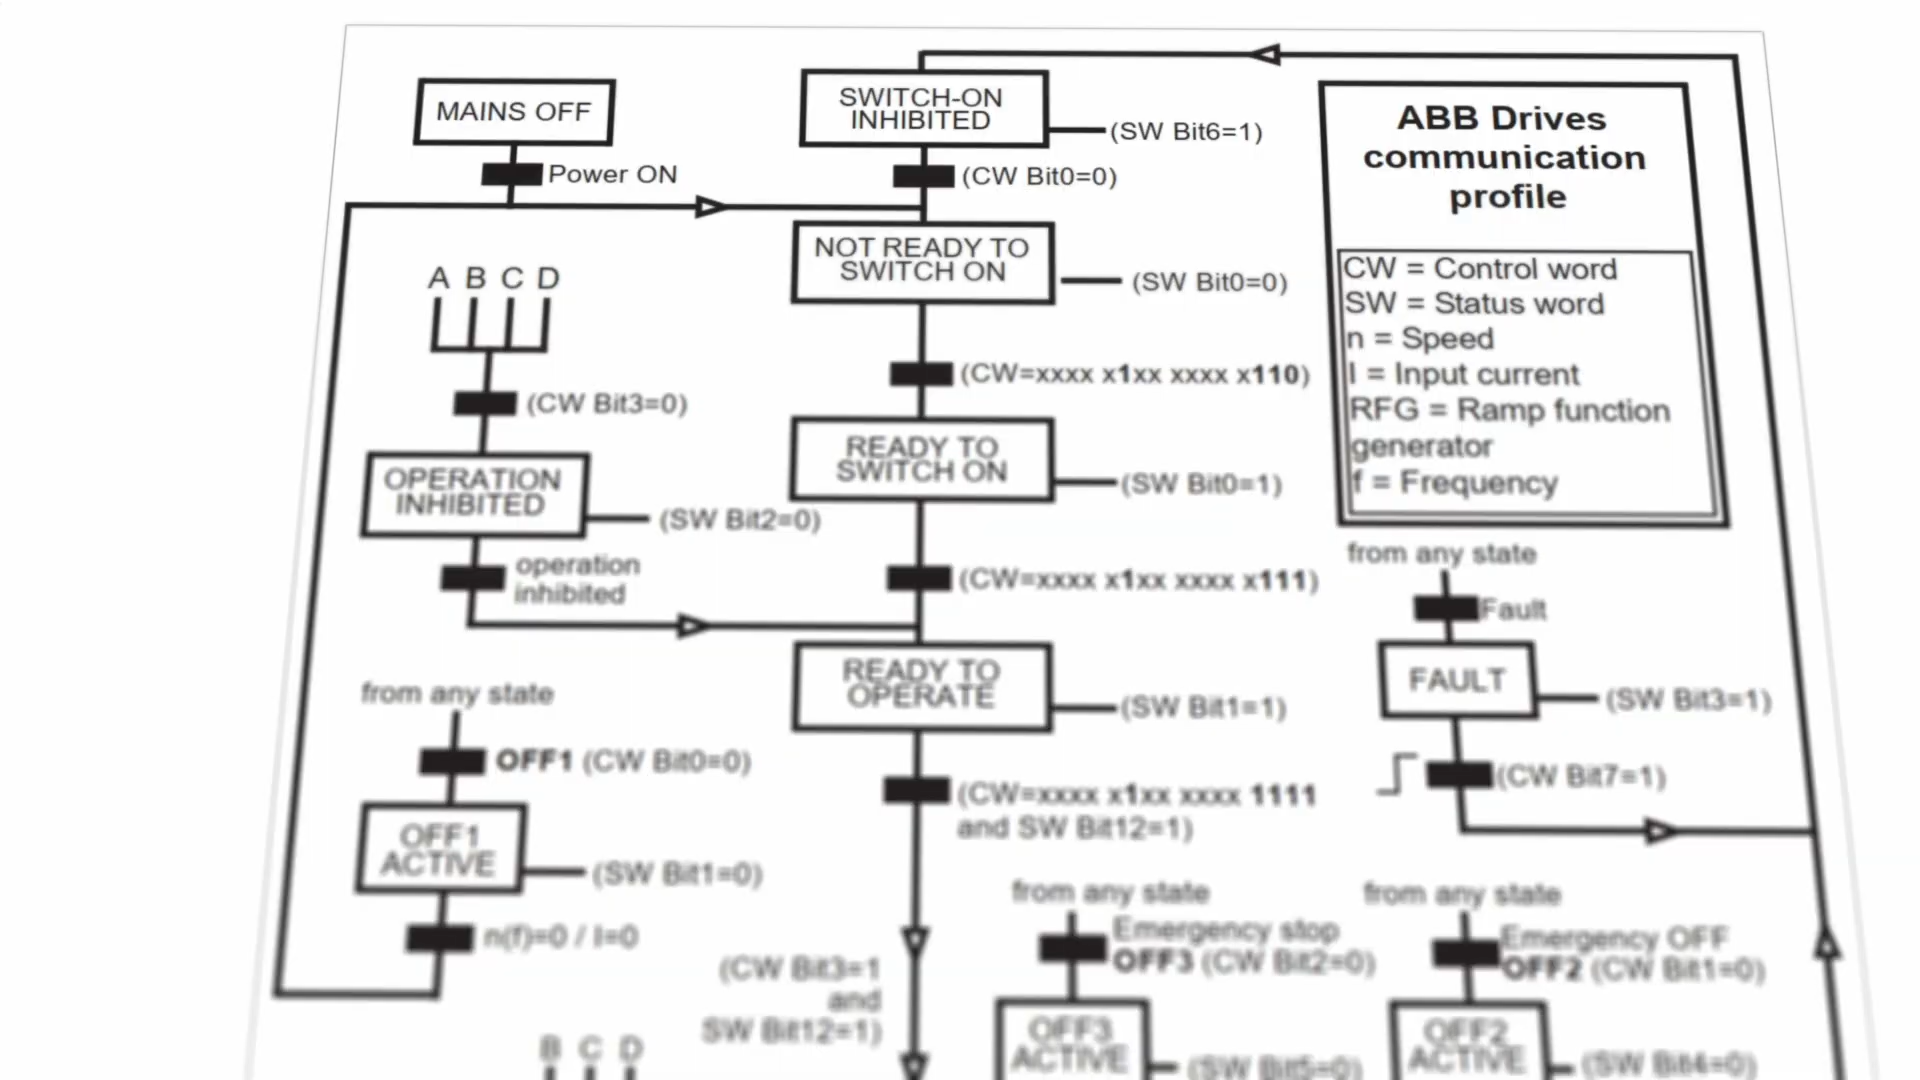 MAINS OFF
Power ON
SWITCH-ON
INHIBITED
(SW Bit6=1)
(CW Bit0=0)
NOT READY TO
SWITCH ON
(SW Bit0=0)
(CW=xxxx x1xx xxxx x110)
READY TO
SWITCH ON
(SW Bit0=1)
(CW=xxxx x1xx xxxx x111)
READY TO
OPERATE
(SW Bit1=1)
(CW=xxxx x1xx xxxx 1111
and SW Bit12=1)
ABB Drives
communication
profile
CW = Control word
SW = Status word
n = Speed
I = Input current
RFG = Ramp function
generator
f = Frequency
A B C D
(CW Bit3=0)
OPERATION
INHIBITED
(SW Bit2=0)
operation
inhibited
from any state
OFF1 (CW Bit0=0)
OFF1
ACTIVE
(SW Bit1=0)
n(f)=0 / I=0
from any state
Fault
FAULT
(SW Bit3=1)
(CW Bit7=1)
(CW Bit3=1
and
SW Bit12=1)
B C D
from any state
Emergency stop
OFF3 (CW Bit2=0)
OFF3
ACTIVE
(SW Bit5=0)
from any state
Emergency OFF
OFF2 (CW Bit1=0)
OFF2
ACTIVE
(SW Bit4=0)